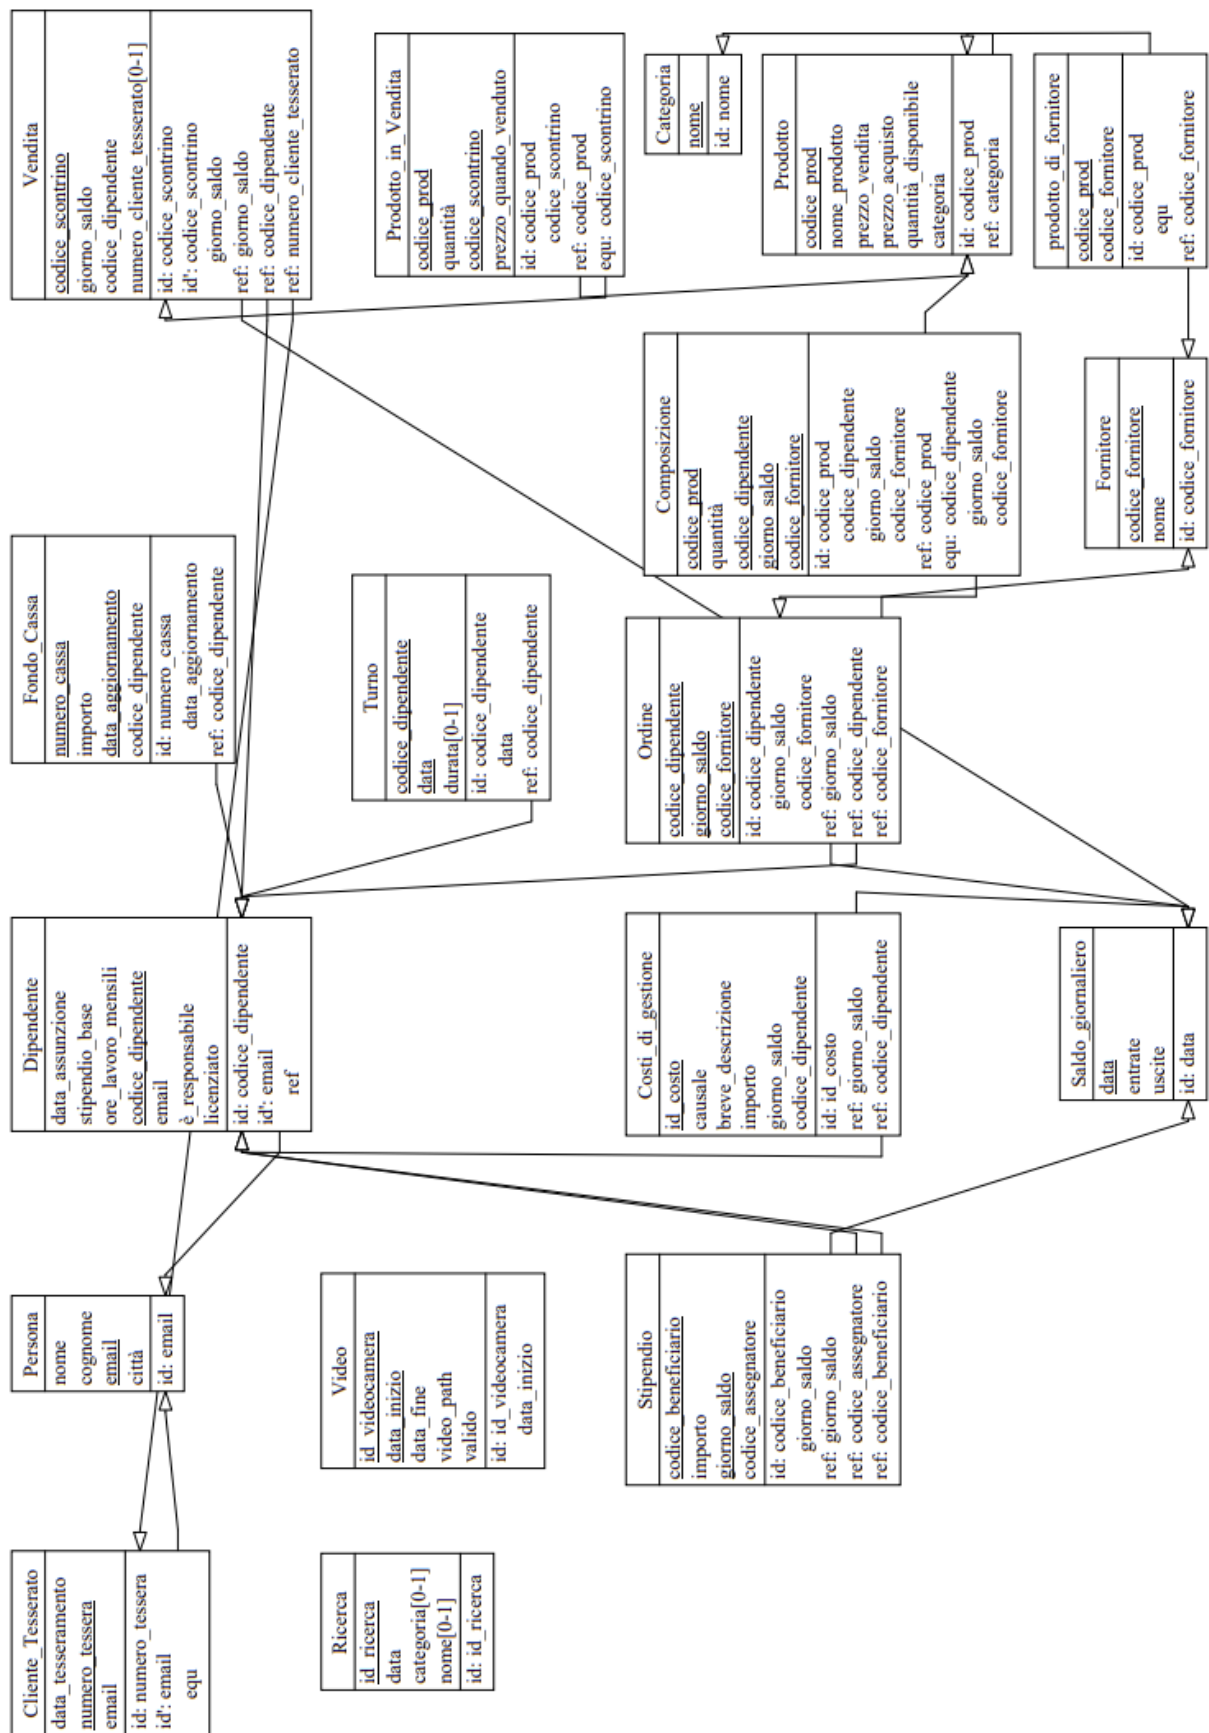 Cliente_Tesserato
data_tesseramento
numero_tessera
email
id: numero_tessera
id': email
equ
Persona
nome
cognome
email
città
id: email
Dipendente
data_assunzione
stipendio_base
ore_lavoro_mensili
codice_dipendente
email
è_responsabile
licenziato
id: codice_dipendente
id': email
ref
Fondo_Cassa
numero_cassa
importo
data_aggiornamento
codice_dipendente
id: numero_cassa
data_aggiornamento
ref: codice_dipendente
Vendita
codice_scontrino
giorno_saldo
codice_dipendente
numero_cliente_tesserato[0-1]
id: codice_scontrino
id': codice_scontrino
giorno_saldo
ref: giorno_saldo
ref: codice_dipendente
ref: numero_cliente_tesserato
Ricerca
id_ricerca
data
categoria[0-1]
nome[0-1]
id: id_ricerca
Video
id_videocamera
data_inizio
data_fine
video_path
valido
id: id_videocamera
data_inizio
Turno
codice_dipendente
data
durata[0-1]
id: codice_dipendente
data
ref: codice_dipendente
Prodotto_in_Vendita
codice_prod
quantità
codice_scontrino
prezzo_quando_venduto
id: codice_prod
codice_scontrino
ref: codice_prod
equ: codice_scontrino
Stipendio
codice_beneficiario
importo
giorno_saldo
codice_assegnatore
id: codice_beneficiario
giorno_saldo
ref: giorno_saldo
ref: codice_assegnatore
ref: codice_beneficiario
Costi_di_gestione
id_costo
causale
breve_descrizione
importo
giorno_saldo
codice_dipendente
id: id_costo
ref: giorno_saldo
ref: codice_dipendente
Ordine
codice_dipendente
giorno_saldo
codice_fornitore
id: codice_dipendente
giorno_saldo
codice_fornitore
ref: giorno_saldo
ref: codice_dipendente
ref: codice_fornitore
Composizione
codice_prod
quantità
codice_dipendente
giorno_saldo
codice_fornitore
id: codice_prod
codice_dipendente
giorno_saldo
codice_fornitore
ref: codice_prod
equ: codice_dipendente
giorno_saldo
codice_fornitore
Categoria
nome
id: nome
Prodotto
codice_prod
nome_prodotto
prezzo_vendita
prezzo_acquisto
quantità_disponibile
categoria
id: codice_prod
ref: categoria
Saldo_giornaliero
data
entrate
uscite
id: data
Fornitore
codice_fornitore
nome
id: codice_fornitore
prodotto_di_fornitore
codice_prod
codice_fornitore
id: codice_prod
equ
ref: codice_fornitore